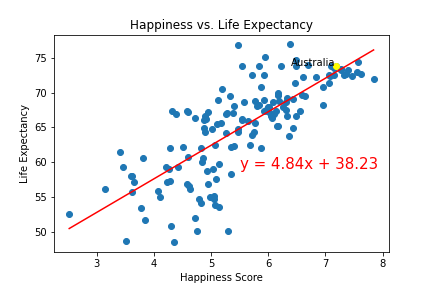 Happiness vs. Life Expectancy
Life Expectancy
75
70
65
60
55
50
Australia
y = 4.84x + 38.23
3 4 5 6 7 8
Happiness Score